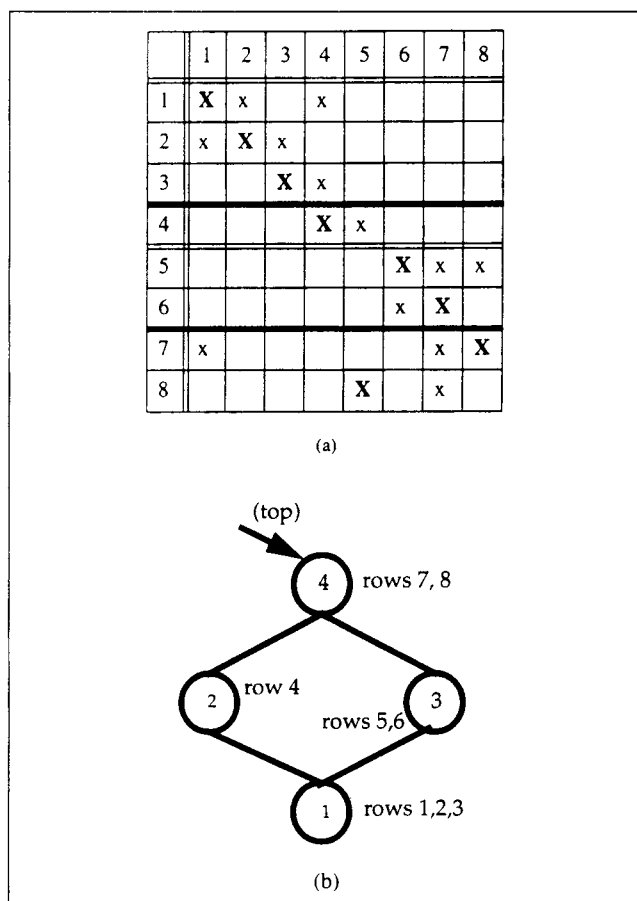 1 2 3 4 5 6 7 8
1 X x x
2 x X x
3 X x
4 X x
5 X x x
6 x X
7 x x X
8 X x
(a)
(top)
4 rows 7, 8
2 row 4 3
rows 5,6
1 rows 1,2,3
(b)